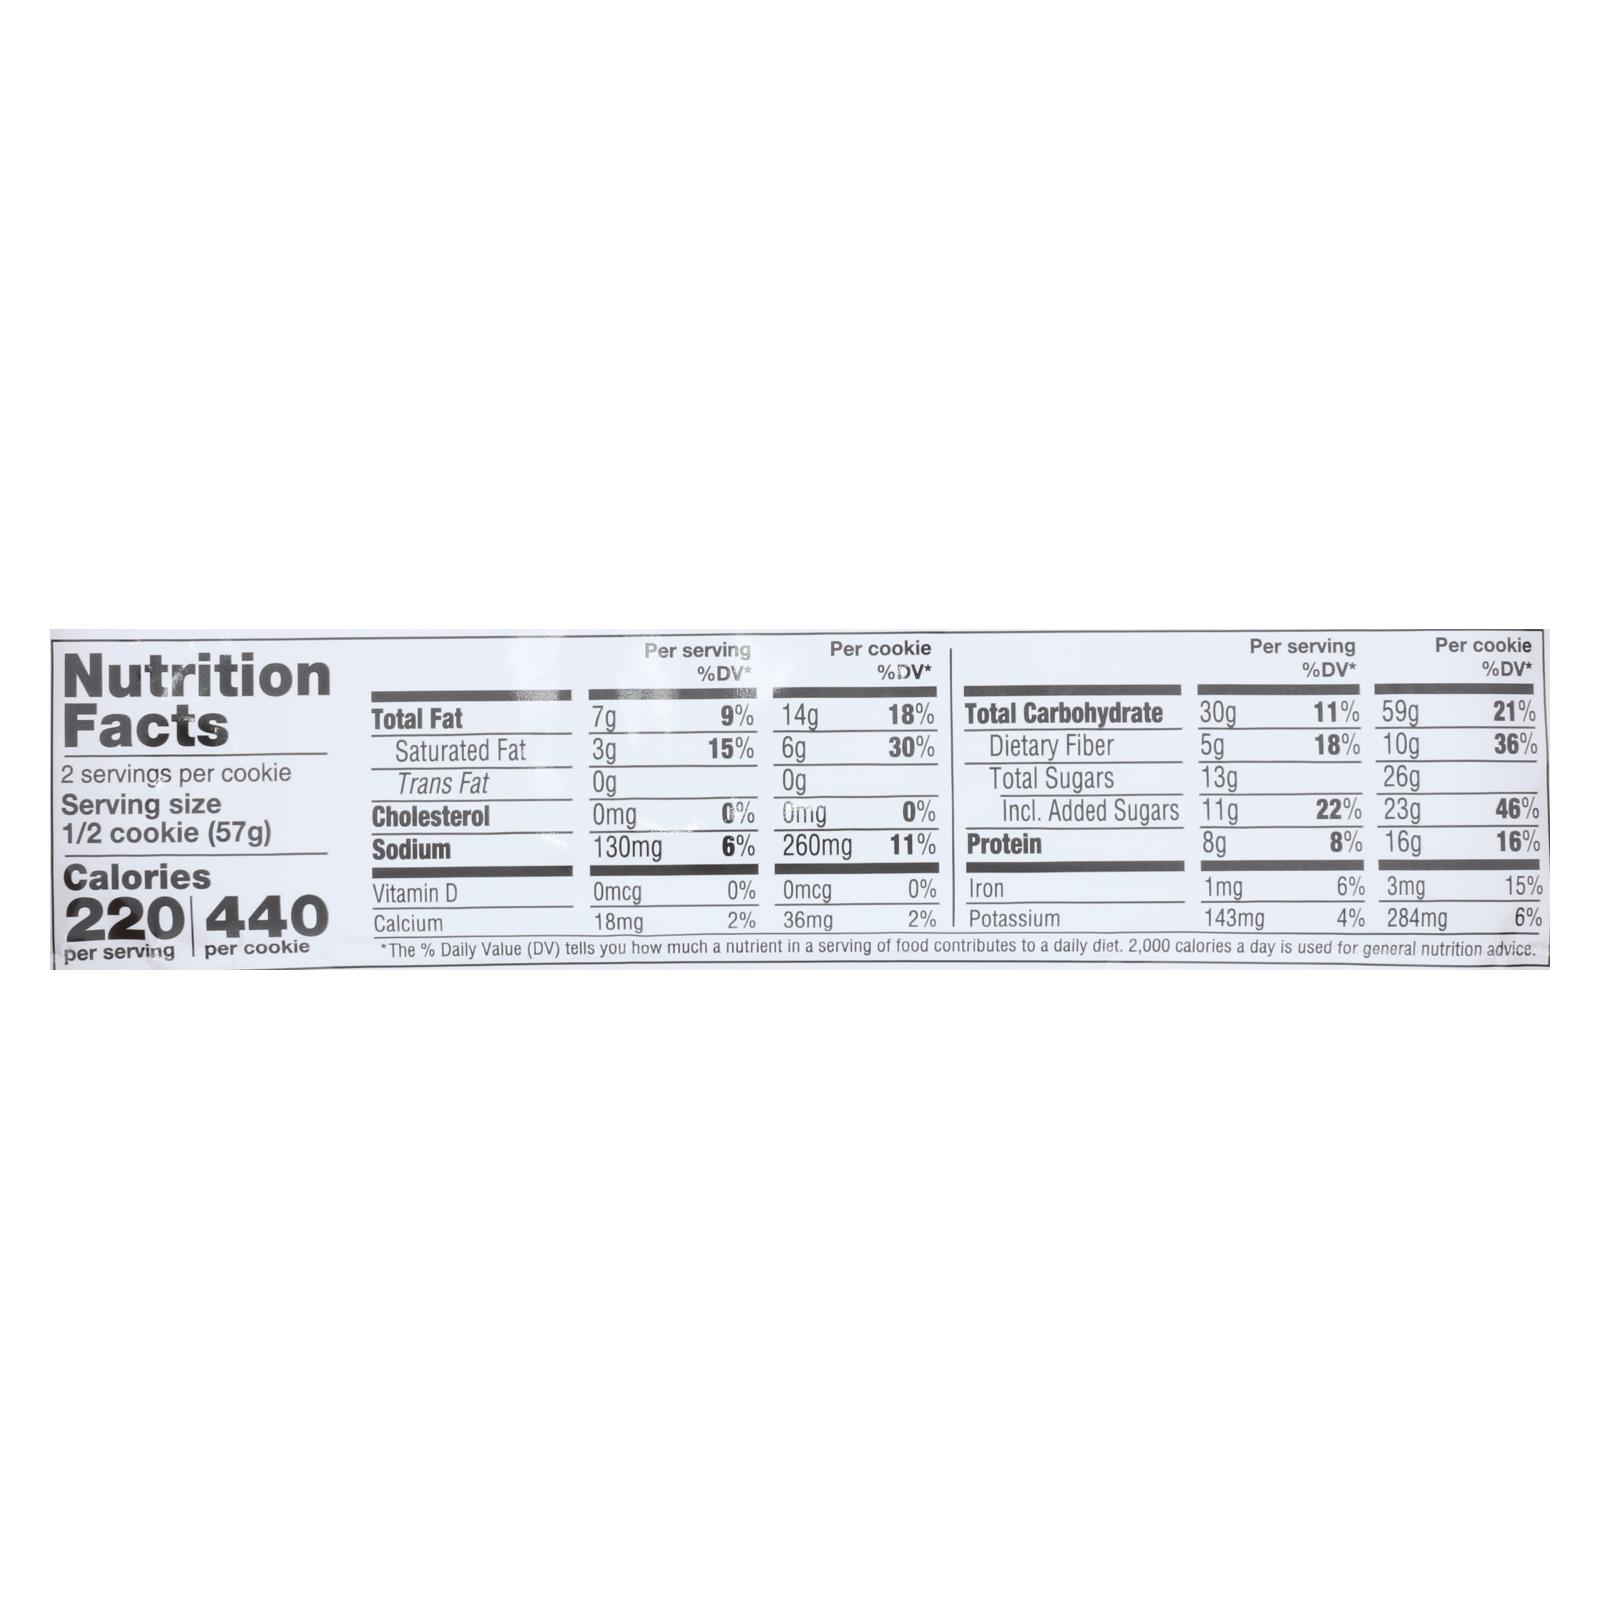 Nutrition
Facts
2 servings per cookie
Serving size
1/2 cookie (57g)
Calories
220 440
per serving per cookie
Per serving Per cookie
%DV* %DV*
Total Fat 7g 9% 14g 18%
Saturated Fat 3g 15% 6g 30%
Trans Fat 0g 0g
Cholesterol 0mg 0% 0mg 0%
Sodium 130mg 6% 260mg 11%
Vitamin D 0mcg 0% 0mcg 0%
Calcium 18mg 2% 36mg 2%
Per serving Per cookie
%DV* %DV*
Total Carbohydrate 30g 11% 59g 21%
Dietary Fiber 5g 18% 10g 36%
Total Sugars 13g 26g
Incl. Added Sugars 11g 22% 23g 46%
Protein 8g 8% 16g 16%
Iron 1mg 6% 3mg 15%
Potassium 143mg 4% 284mg 6%
*The % Daily Value (DV) tells you how much a nutrient in a serving of food contributes to a daily diet. 2,000 calories a day is used for general nutrition advice.